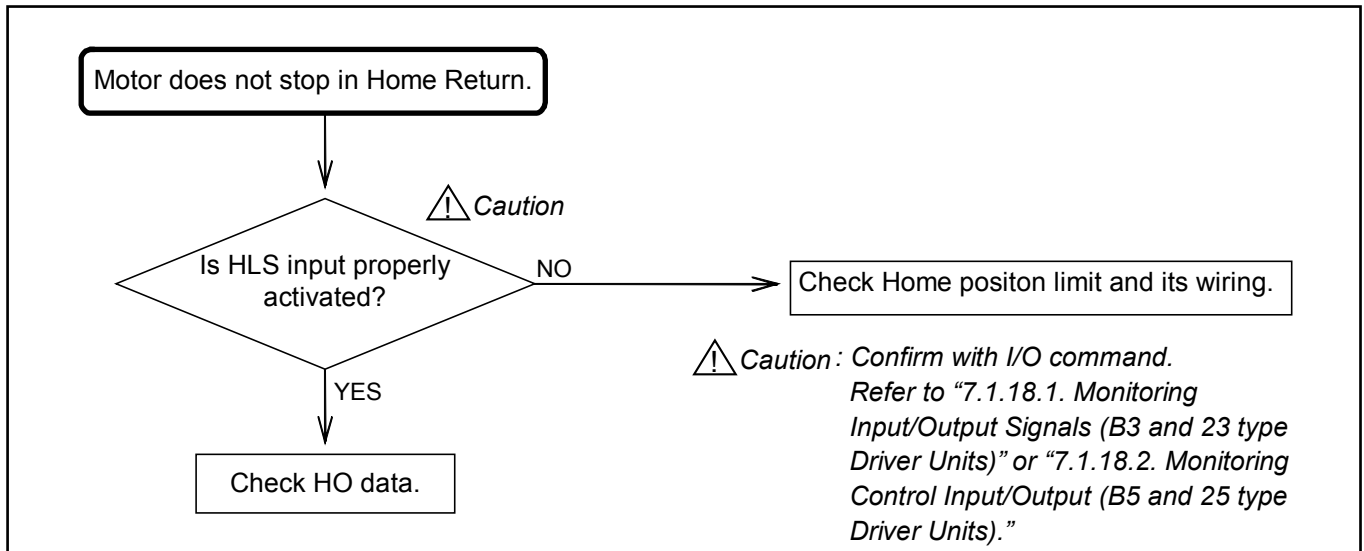 Motor does not stop in Home Return.
Caution
Is HLS input properly
activated?
NO
Check Home positon limit and its wiring.
YES
Check HO data.
Caution : Confirm with I/O command.
Refer to “7.1.18.1. Monitoring
Input/Output Signals (B3 and 23 type
Driver Units)” or “7.1.18.2. Monitoring
Control Input/Output (B5 and 25 type
Driver Units).”